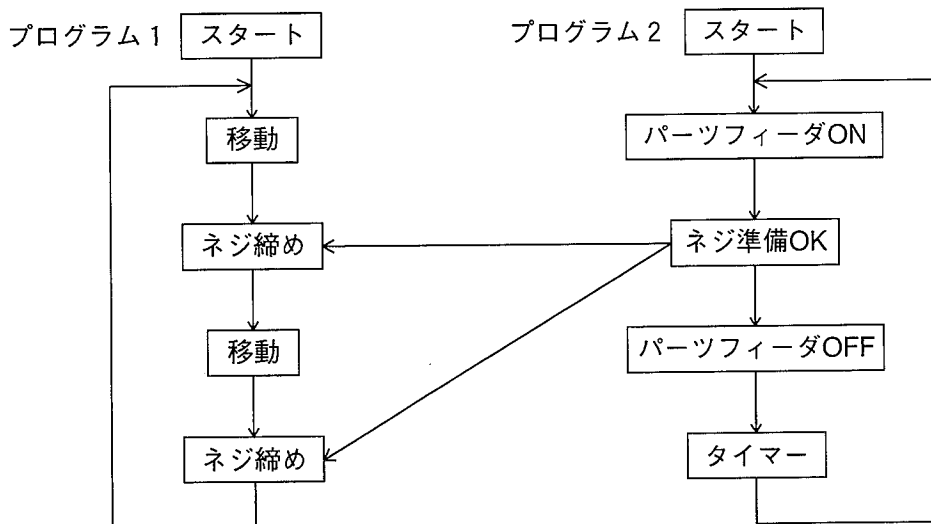 プログラム1
スタート
移動
ネジ締め
移動
ネジ締め
プログラム2
スタート
パーツフィーダON
ネジ準備OK
パーツフィーダOFF
タイマー